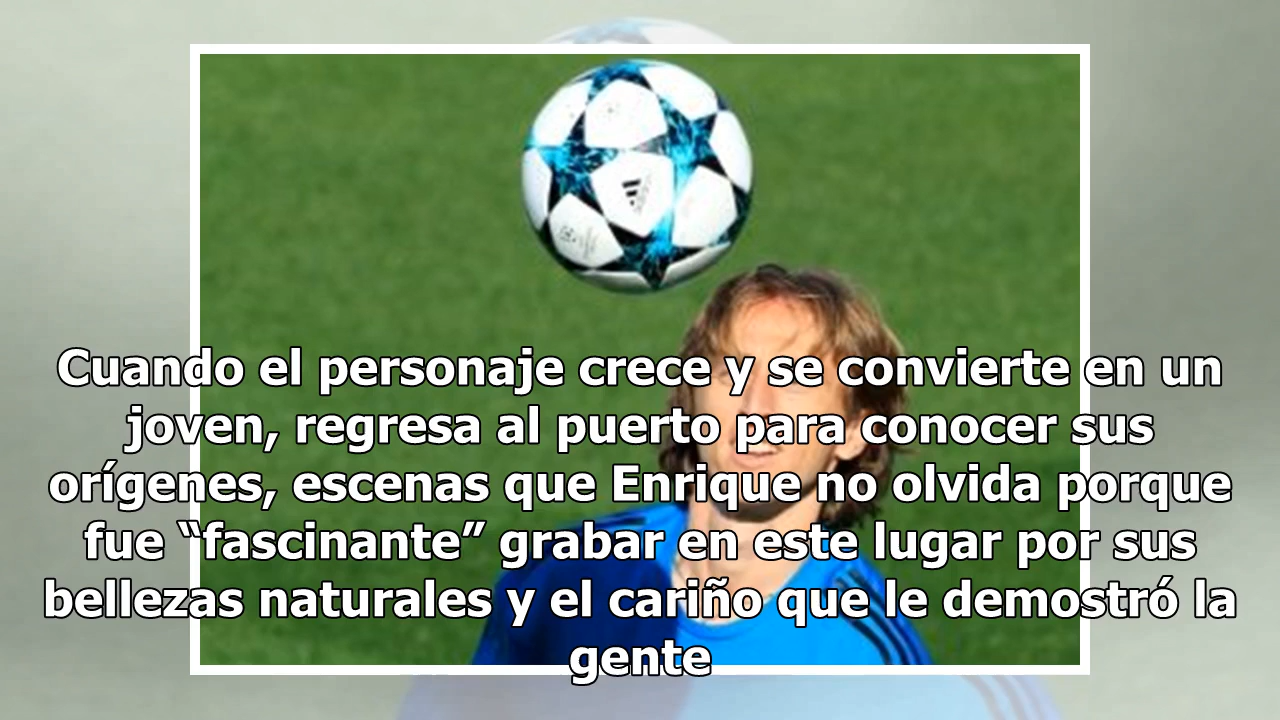 Cuando el personaje crece y se convierte en un
joven, regresa al puerto para conocer sus
orígenes, escenas que Enrique no olvida porque
fue “fascinante” grabar en este lugar por sus
bellezas naturales y el cariño que le demostró la
gente